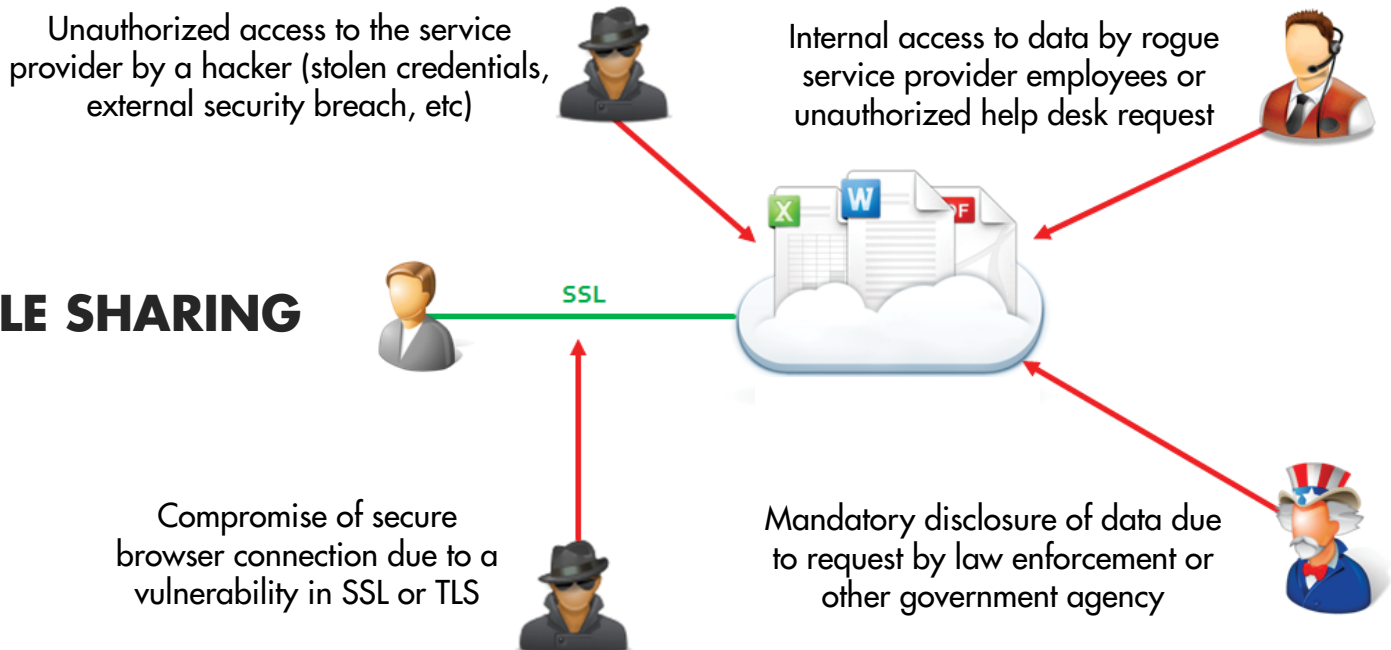 Unauthorized access to the service
provider by a hacker (stolen credentials,
external security breach, etc)
Internal access to data by rogue
service provider employees or
unauthorized help desk request
X
W
DF
LE SHARING
SSL
Compromise of secure
browser connection due to a
vulnerability in SSL or TLS
Mandatory disclosure of data due
to request by law enforcement or
other government agency